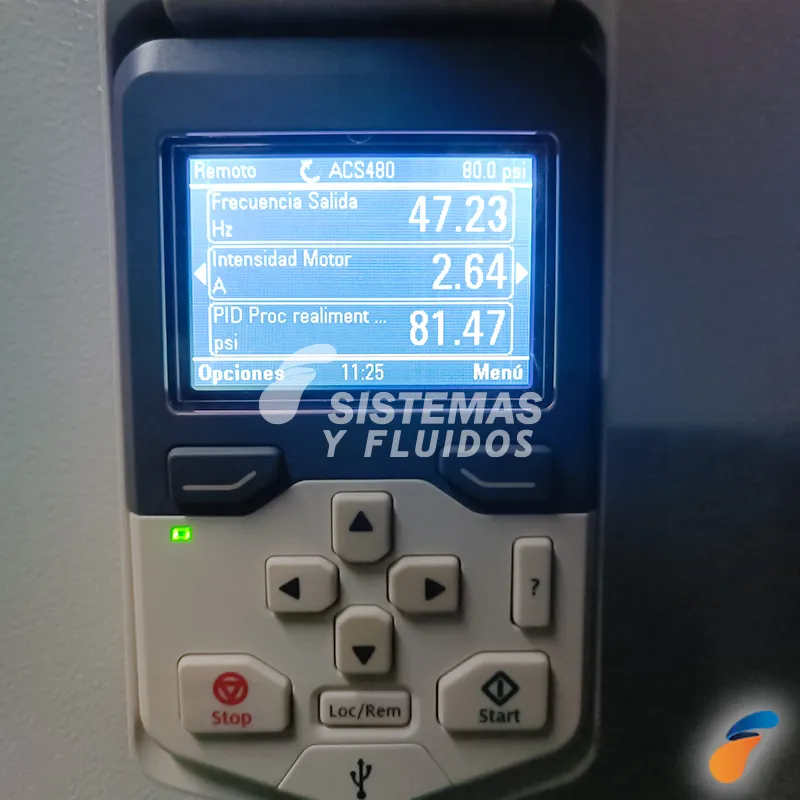 Remoto ACS480 80.0 psi
Frecuencia Salida
Hz 47.23
Intensidad Motor
A 2.64
PID Proc realiment ...
psi 81.47
Opciones 11:25 Menú
SISTEMAS
Y FLUIDOS
?
Stop Loc/Rem Start